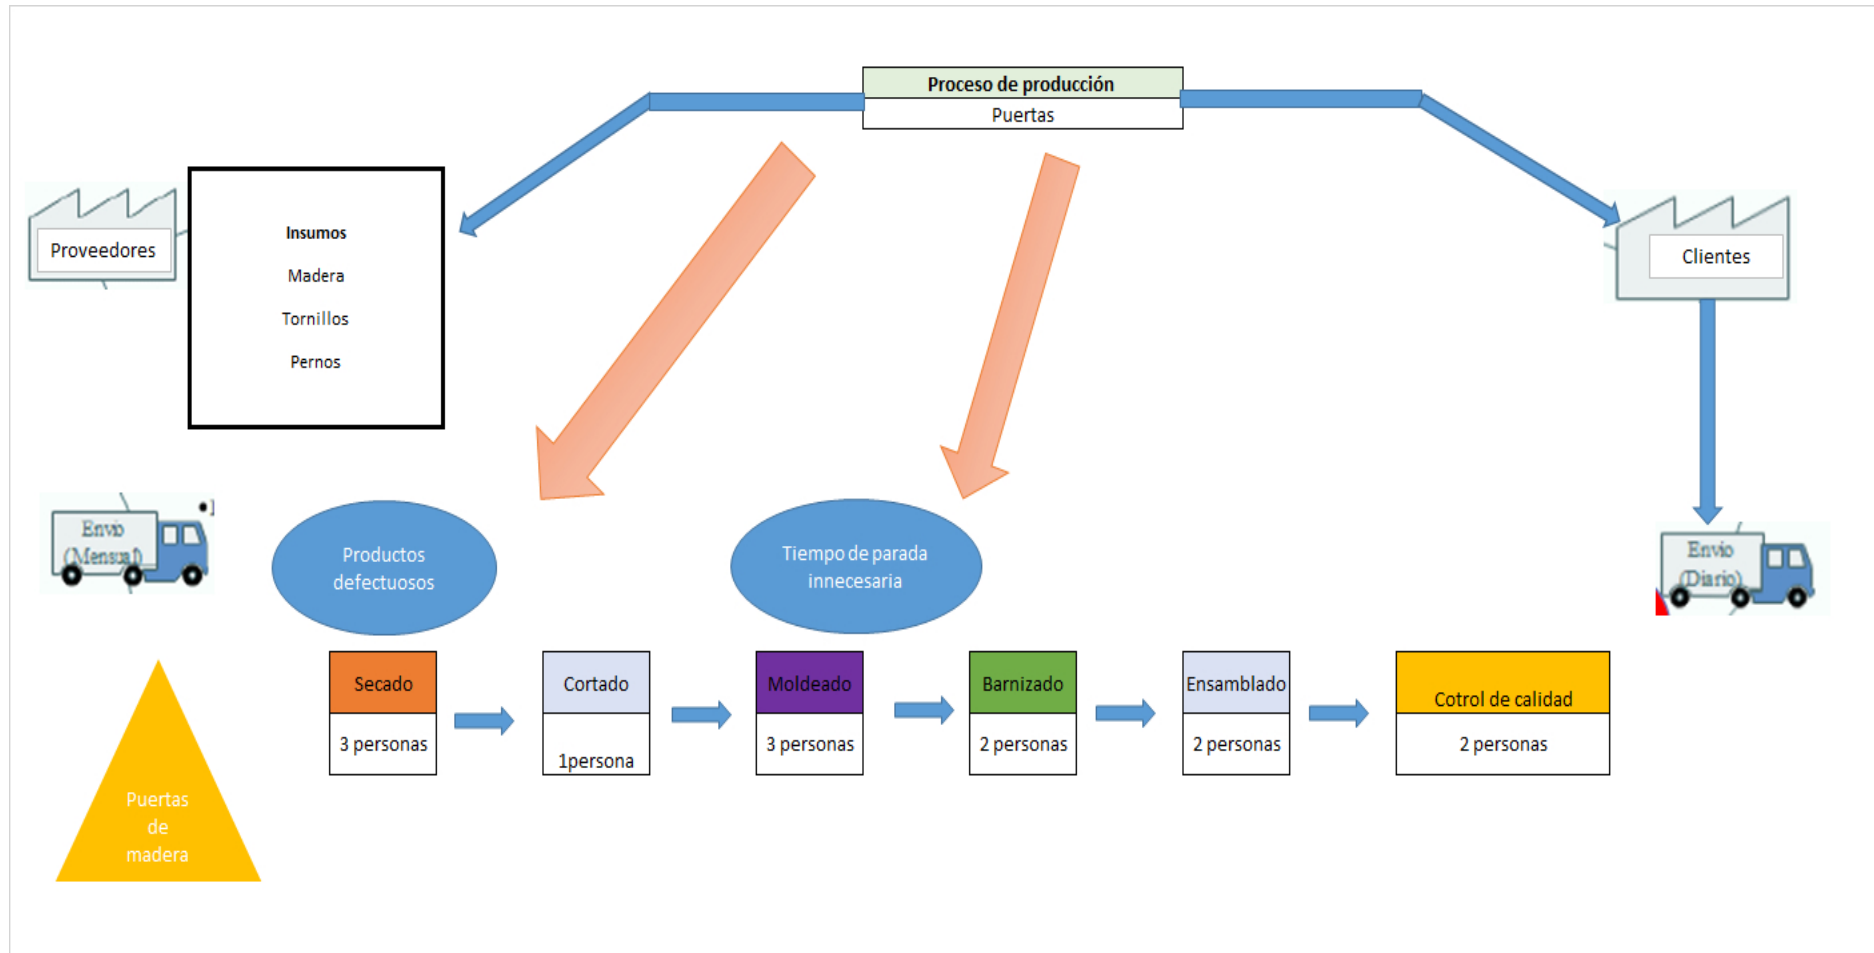 Proceso de producción
Puertas
Proveedores
Insumos
Madera
Tornillos
Pernos
Clientes
Envio
(Mensual)
Productos
defectuosos
Tiempo de parada
innecesaria
Envio
(Diario)
Secado
3 personas
Cortado
1persona
Moldeado
3 personas
Barnizado
2 personas
Ensamblado
2 personas
Cotrol de calidad
2 personas
Puertas
de
madera